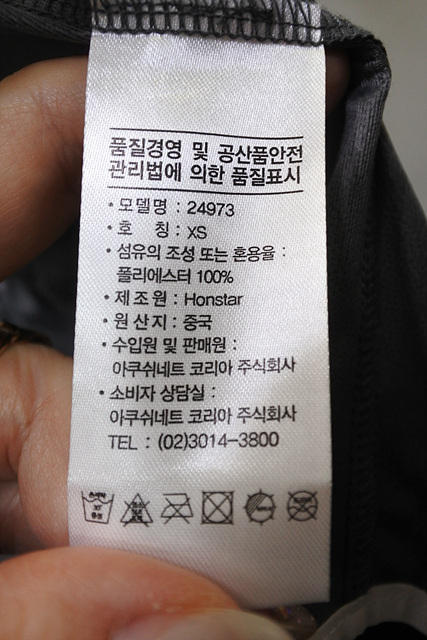 품질경영 및 공산품안전
관리법에 의한 품질표시
· 모델명 : 24973
· 호 칭 : XS
· 섬유의 조성 또는 혼용율 :
폴리에스터 100%
· 제조원 : Honstar
· 원산지 : 중국
· 수입원 및 판매원 :
아쿠쉬네트 코리아 주식회사
· 소비자 상담실 :
아쿠쉬네트 코리아 주식회사
TEL : (02)3014-3800